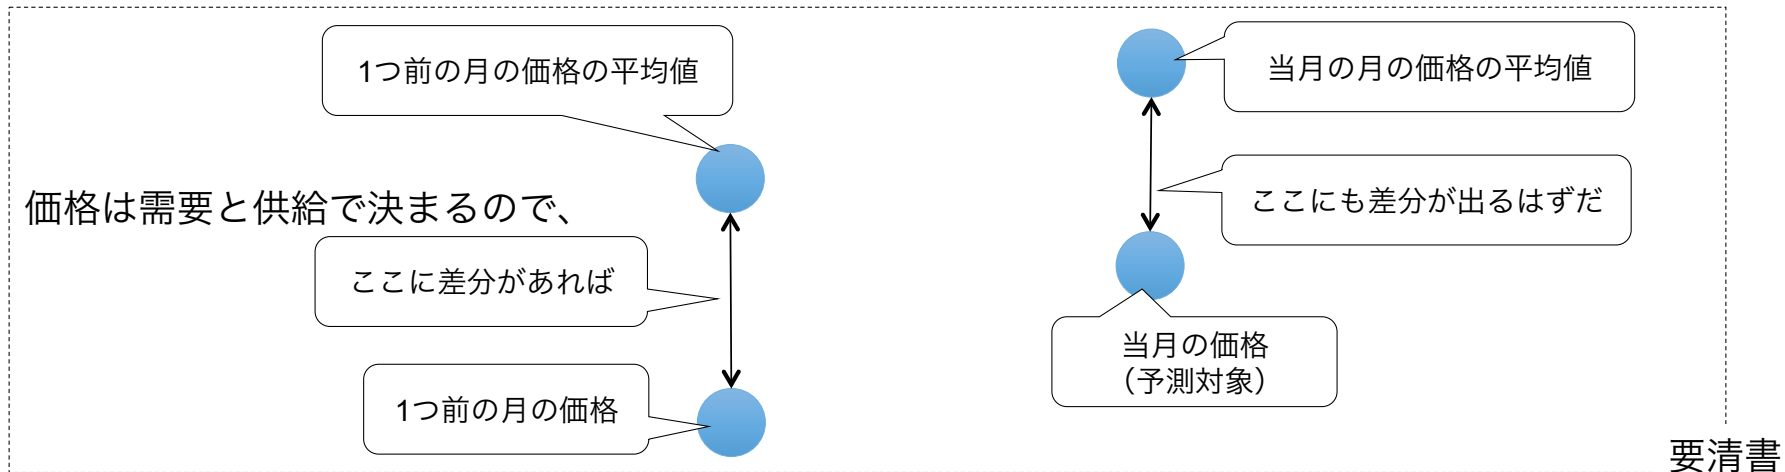 1つ前の月の価格の平均値
当月の月の価格の平均値
価格は需要と供給で決まるので、
ここにも差分が出るはずだ
ここに差分があれば
当月の価格
（予測対象）
1つ前の月の価格
要清書